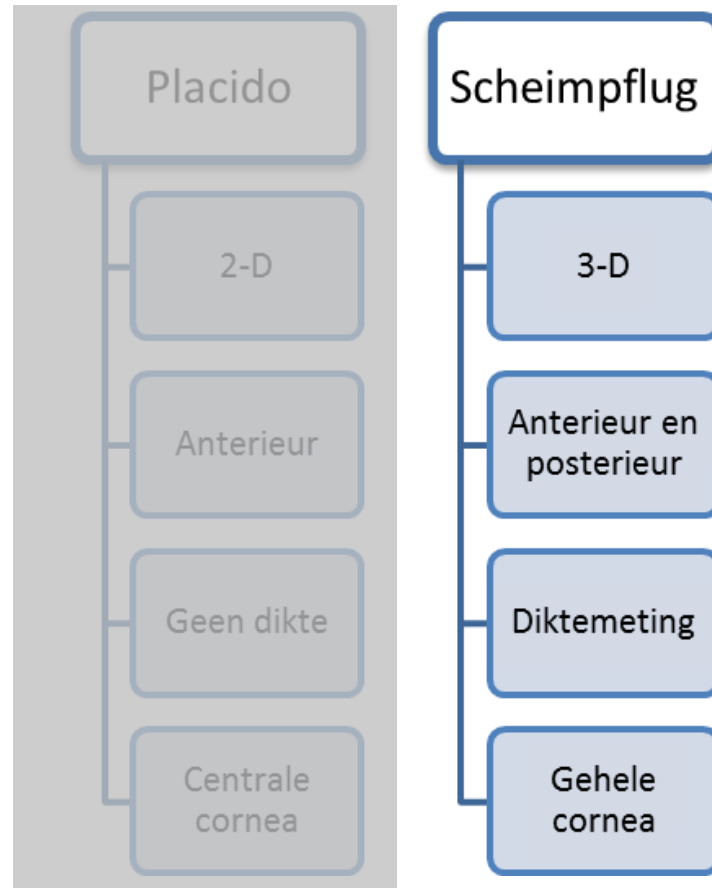 Placido
2-D
Anterieur
Geen dikte
Centrale
cornea
Scheimpflug
3-D
Anterieur en
posterieur
Diktemeting
Gehele
cornea